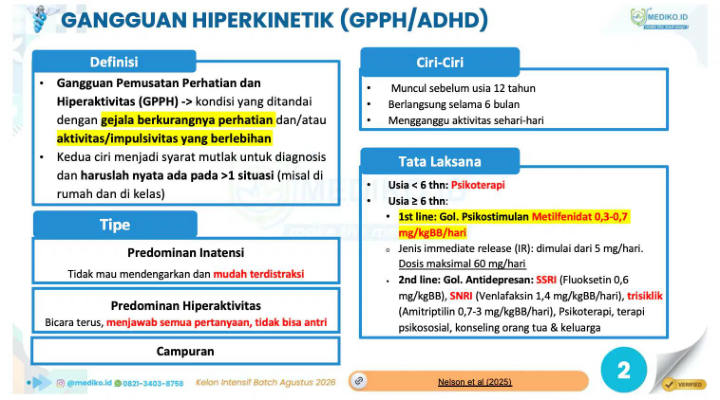 GANGGUAN HIPERKINETIK (GPPH/ADHD)
MEDIKO.ID
Definisi
• Gangguan Pemusatan Perhatian dan
Hiperaktivitas (GPPH) -> kondisi yang ditandai
dengan gejala berkurangnya perhatian dan/atau
aktivitas/impulsivitas yang berlebihan
• Kedua ciri menjadi syarat mutlak untuk diagnosis
dan haruslah nyata ada pada >1 situasi (misal di
rumah dan di kelas)
Tipe
Predominan Inatensi
Tidak mau mendengarkan dan mudah terdistraksi
Predominan Hiperaktivitas
Bicara terus, menjawab semua pertanyaan, tidak bisa antri
Campuran
Ciri-Ciri
• Muncul sebelum usia 12 tahun
• Berlangsung selama 6 bulan
• Mengganggu aktivitas sehari-hari
Tata Laksana
• Usia < 6 thn: Psikoterapi
• Usia ≥ 6 thn:
• 1st line: Gol. Psikostimulan Metilfenidat 0,3-0,7
mg/kgBB/hari
o Jenis immediate release (IR): dimulai dari 5 mg/hari.
Dosis maksimal 60 mg/hari
• 2nd line: Gol. Antidepresan: SSRI (Fluoksetin 0,6
mg/kgBB), SNRI (Venlafaksin 1,4 mg/kgBB/hari), trisiklik
(Amitriptilin 0,7-3 mg/kgBB/hari), Psikoterapi, terapi
psikososial, konseling orang tua & keluarga
@mediko.id 0821-3403-8758 Kelan Intensif Batch Agustus 2026
Nelson et al (2025)
2
VERIFIED